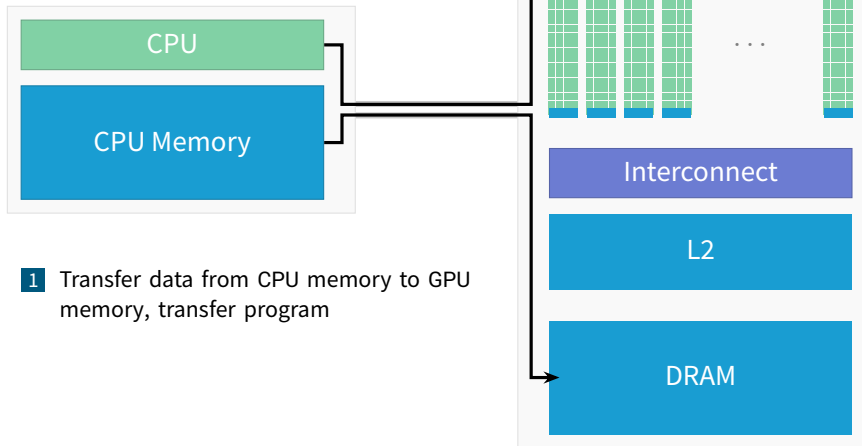 CPU
CPU Memory
1 Transfer data from CPU memory to GPU
memory, transfer program
...
Interconnect
L2
DRAM